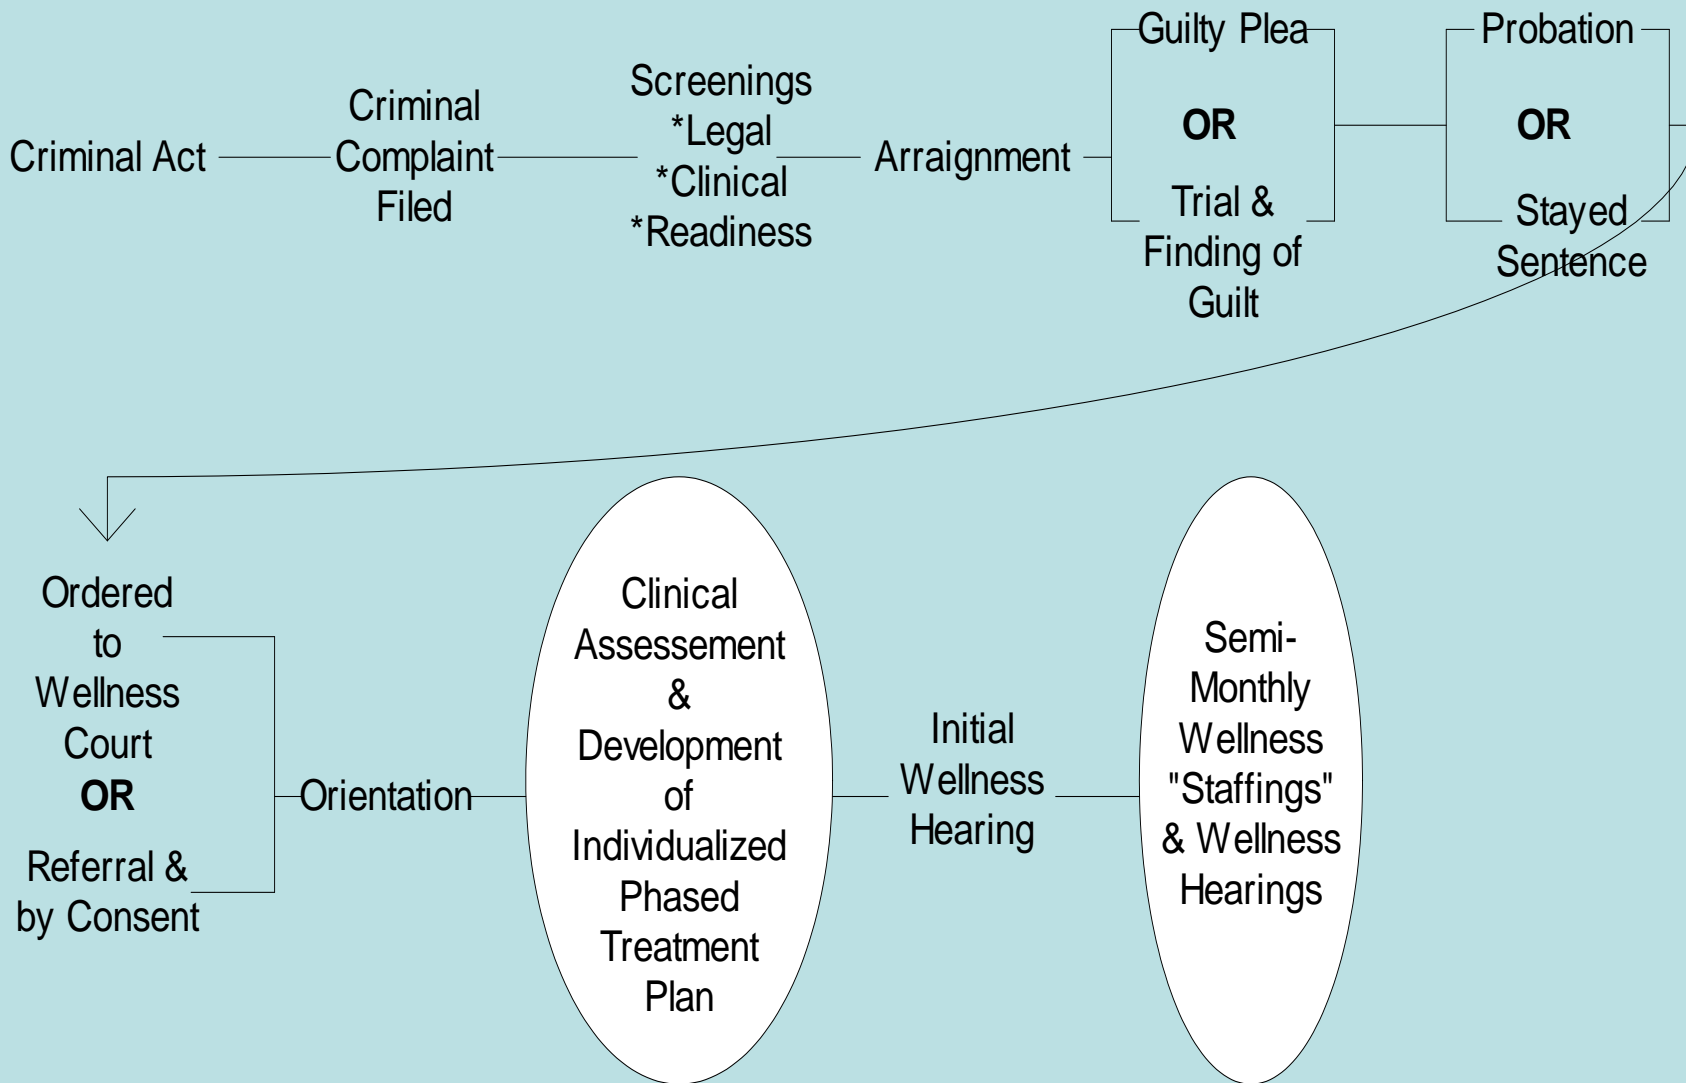 Criminal Act
Criminal
Complaint
Filed
Screenings
*Legal
*Clinical
*Readiness
Arraignment
Guilty Plea
OR
Trial &
Finding of
Guilt
Probation
OR
Stayed
Sentence
Ordered
to
Wellness
Court
OR
Referral &
by Consent
Orientation
Clinical
Assessement
&
Development
of
Individualized
Phased
Treatment
Plan
Initial
Wellness
Hearing
Semi-
Monthly
Wellness
"Staffings"
& Wellness
Hearings